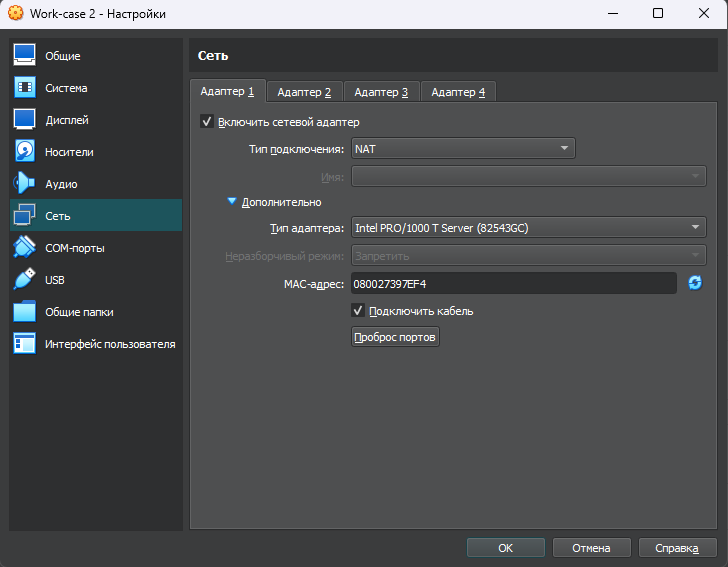 Work-case 2 - Настройки
Общие
Система
Дисплей
Носители
Аудио
Сеть
COM-порты
USB
Общие папки
Интерфейс пользователя
Сеть
Адаптер 1
Адаптер 2
Адаптер 3
Адаптер 4
Включить сетевой адаптер
Тип подключения: NAT
Имя:
Дополнительно
Тип адаптера: Intel PRO/1000 T Server (82543GC)
Неразборчивый режим: Запретить
MAC-адрес: 080027397EF4
Подключить кабель
Проброс портов
OK
Отмена
Справка